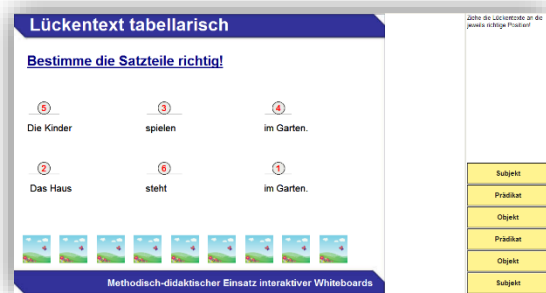 Lückentext tabellarisch
Bestimme die Satzteile richtig!
5 3 4
Die Kinder spielen im Garten.
2 6 1
Das Haus steht im Garten.
Methodisch-didaktischer Einsatz interaktiver Whiteboards
Ziehe die Lückentexte an die
jeweils richtige Position!
Subjekt
Prädikat
Objekt
Prädikat
Objekt
Subjekt